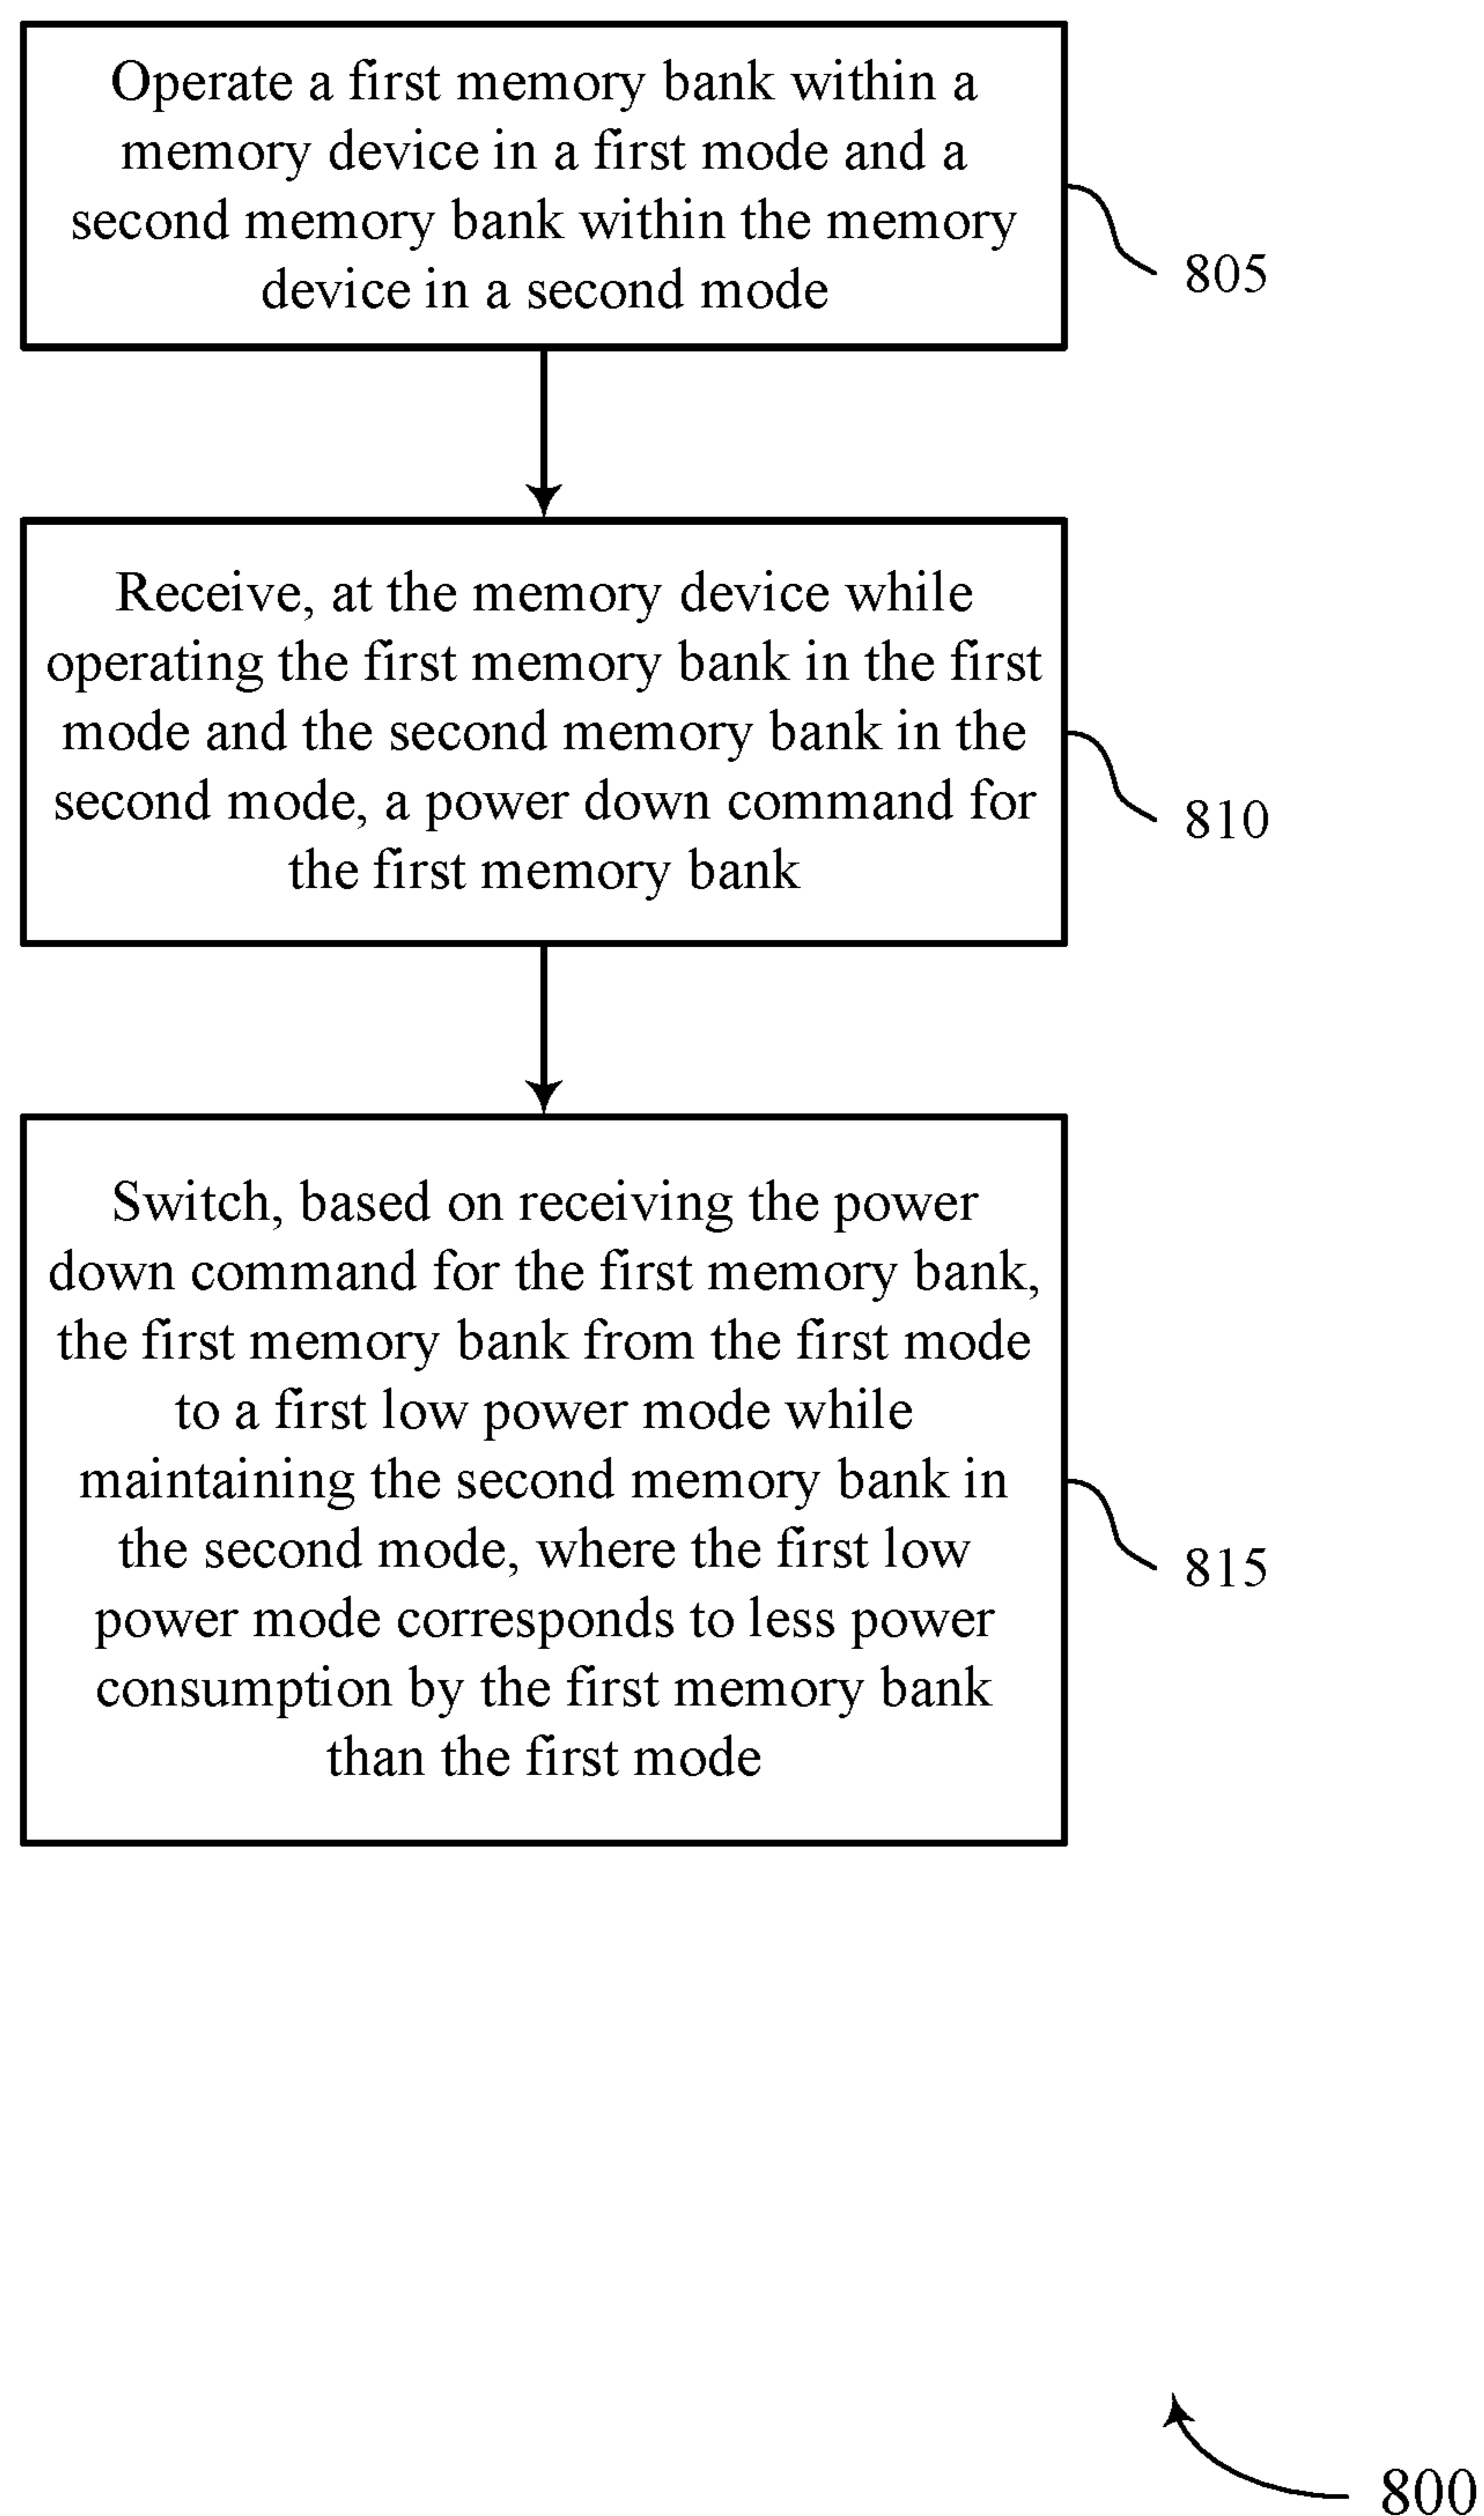 Operate a first memory bank within a
memory device in a first mode and a
second memory bank within the memory
device in a second mode
805
Receive, at the memory device while
operating the first memory bank in the first
mode and the second memory bank in the
second mode, a power down command for
the first memory bank
810
Switch, based on receiving the power
down command for the first memory bank,
the first memory bank from the first mode
to a first low power mode while
maintaining the second memory bank in
the second mode, where the first low
power mode corresponds to less power
consumption by the first memory bank
than the first mode
815
800